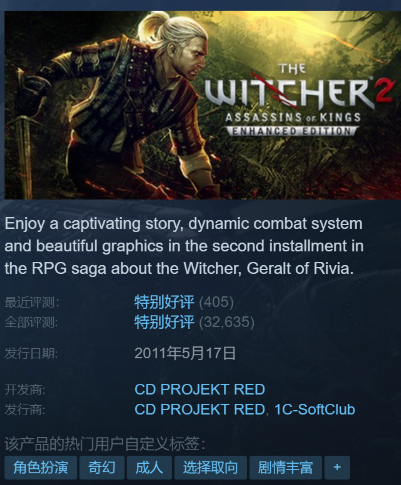 THE
WITCHER 2
ASSASSINS OF KINGS
ENHANCED EDITION
Enjoy a captivating story, dynamic combat system
and beautiful graphics in the second installment in
the RPG saga about the Witcher, Geralt of Rivia.
最近评测: 特别好评 (405)
全部评测: 特别好评 (32,635)
发行日期: 2011年5月17日
开发商: CD PROJEKT RED
发行商: CD PROJEKT RED, 1C-SoftClub
该产品的热门用户自定义标签:
角色扮演 奇幻 成人 选择取向 剧情丰富 +